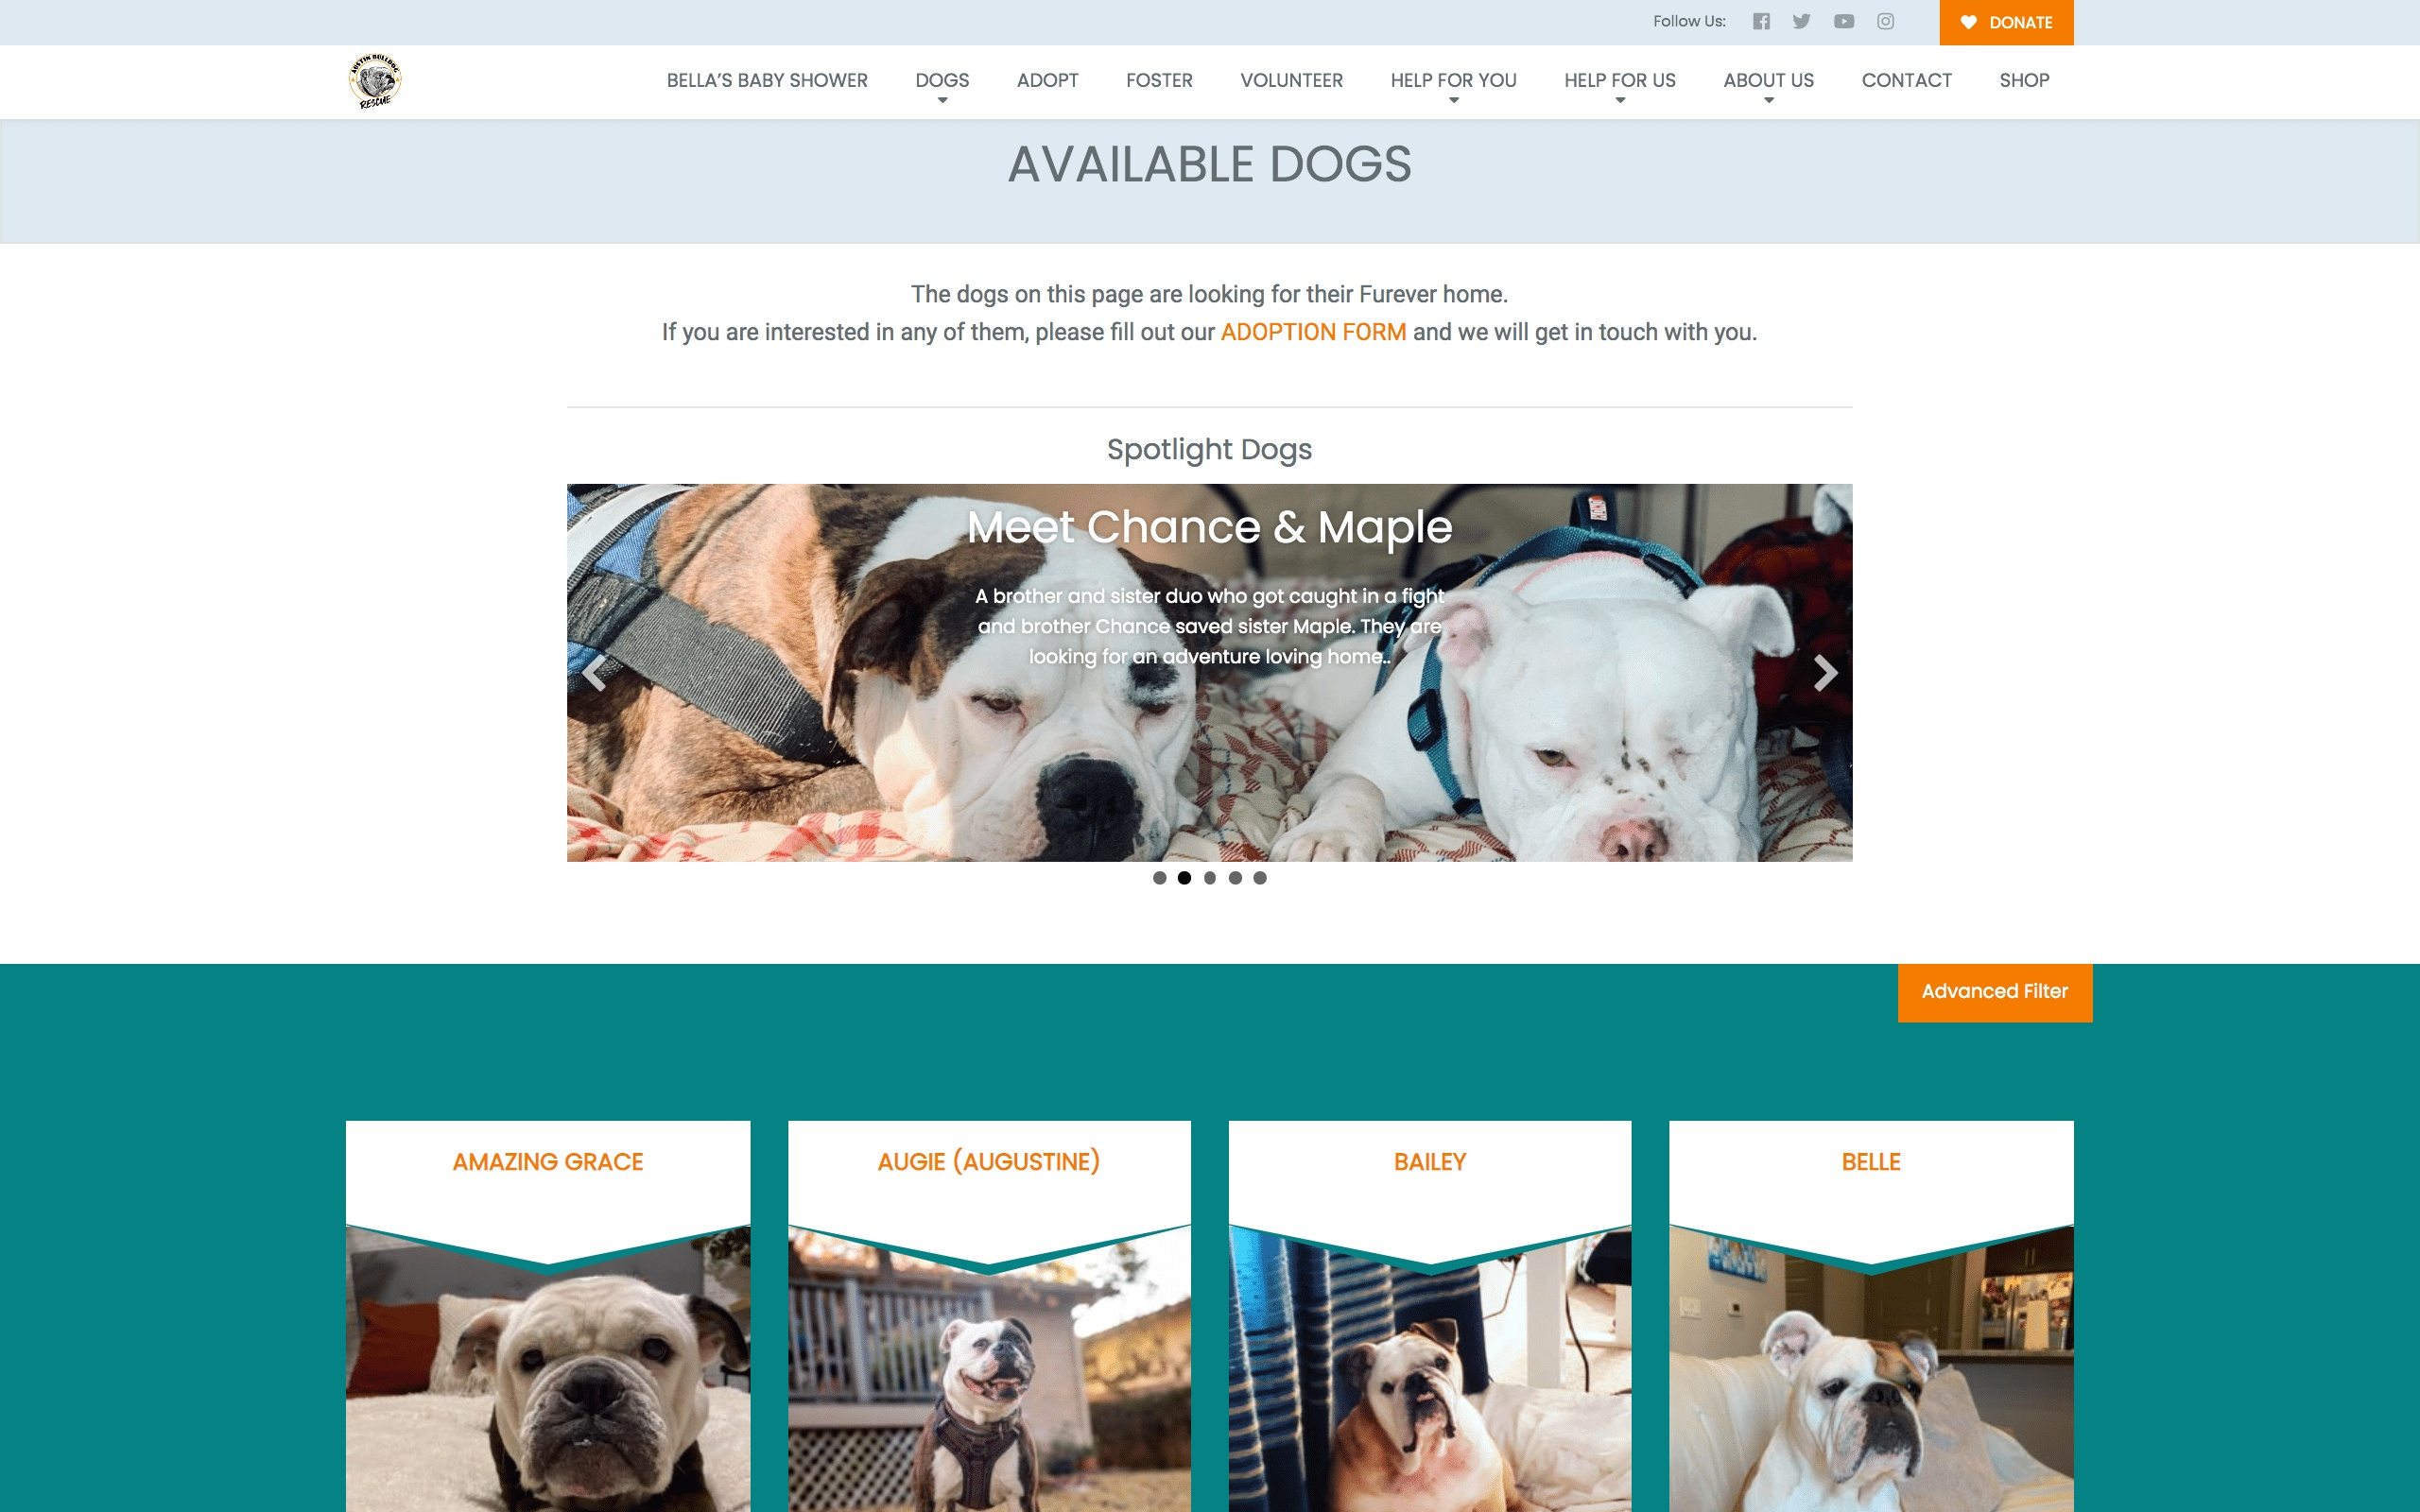 Follow Us:
DONATE
AUSTIN BULLDOG
RESCUE
BELLA’S BABY SHOWER
DOGS
ADOPT
FOSTER
VOLUNTEER
HELP FOR YOU
HELP FOR US
ABOUT US
CONTACT
SHOP
AVAILABLE DOGS
The dogs on this page are looking for their Furever home.
If you are interested in any of them, please fill out our ADOPTION FORM and we will get in touch with you.
Spotlight Dogs
Meet Chance & Maple
A brother and sister duo who got caught in a fight
and brother Chance saved sister Maple. They are
looking for an adventure loving home..
Advanced Filter
AMAZING GRACE
AUGIE (AUGUSTINE)
BAILEY
BELLE